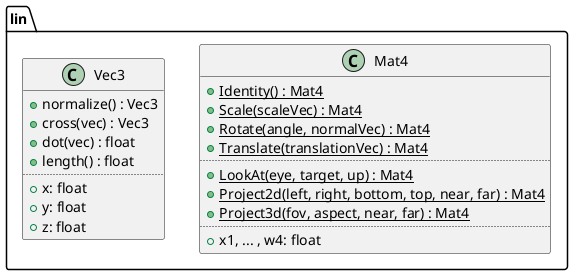 lin
C Vec3
normalize() : Vec3
cross(vec) : Vec3
dot(vec) : float
length() : float
x: float
y: float
z: float
C Mat4
Identity() : Mat4
Scale(scaleVec) : Mat4
Rotate(angle, normalVec) : Mat4
Translate(translationVec) : Mat4
LookAt(eye, target, up) : Mat4
Project2d(left, right, bottom, top, near, far) : Mat4
Project3d(fov, aspect, near, far) : Mat4
x1, ... , w4: float